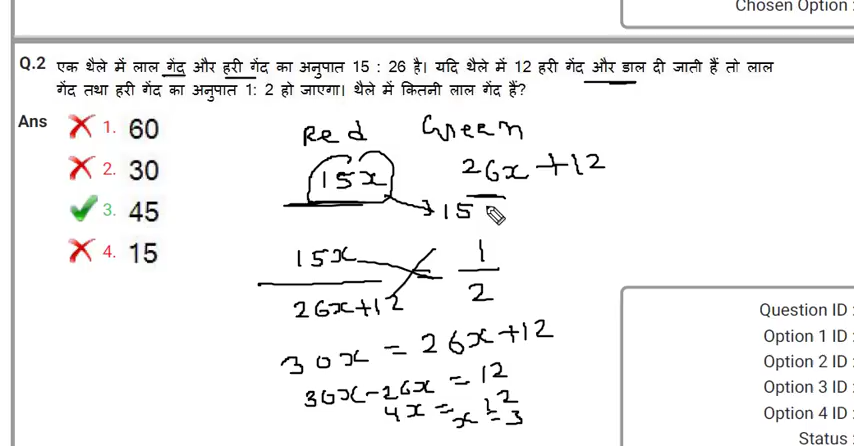 Chosen Option :
Q.2 एक थैले में लाल गेंद और हरी गेंद का अनुपात 15 : 26 है। यदि थैले में 12 हरी गेंद और डाल दी जाती हैं तो लाल
गेंद तथा हरी गेंद का अनुपात 1: 2 हो जाएगा। थैले में कितनी लाल गेंद हैं?
Ans 1. 60
2. 30
3. 45
4. 15
Red Green
15x 26x+12
15
15x/26x+12 = 1/2
30x = 26x+12
30x-26x = 12
4x = 12
x = 3
Question ID :
Option 1 ID :
Option 2 ID :
Option 3 ID :
Option 4 ID :
Status :